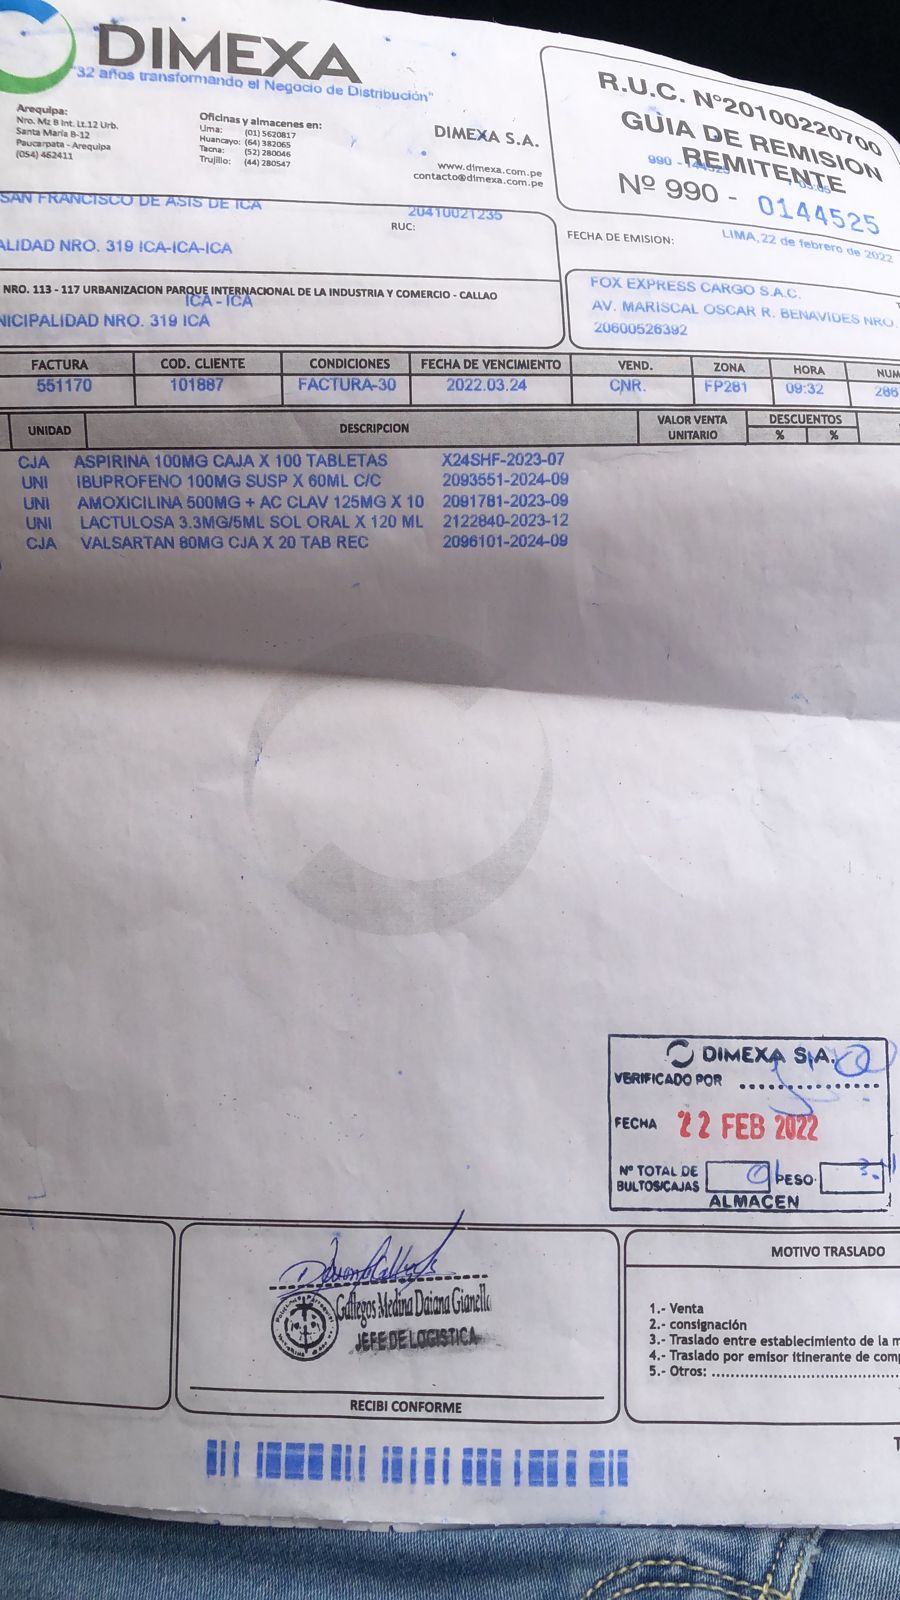 DIMEXA
"32 años transformando el Negocio de Distribución"
Arequipa:
Nro. Mz B Int. Lt.12 Urb.
Santa María B-12
Paucarpata - Arequipa
(054) 462411
Oficinas y almacenes en:
Lima: (01) 5620817
Huancayo: (64) 382065
Tacna: (52) 280046
Trujillo: (44) 280547
DIMEXA S.A.
www.dimexa.com.pe
contacto@dimexa.com.pe
R.U.C. Nº20100220700
GUIA DE REMISION
REMITENTE
Nº 990 - 0144525
SAN FRANCISCO DE ASIS DE ICA 20410021235
RUC:
ALIDAD NRO. 319 ICA-ICA-ICA
FECHA DE EMISION: LIMA, 22 de febrero de 2022
NRO. 113 - 117 URBANIZACION PARQUE INTERNACIONAL DE LA INDUSTRIA Y COMERCIO - CALLAO
ICA - ICA
NICIPALIDAD NRO. 319 ICA
FOX EXPRESS CARGO S.A.C.
AV. MARISCAL OSCAR R. BENAVIDES NRO.
20600526392
FACTURA COD. CLIENTE CONDICIONES FECHA DE VENCIMIENTO VEND. ZONA HORA NUM
551170 101887 FACTURA-30 2022.03.24 CNR. FP281 09:32 286
UNIDAD DESCRIPCION VALOR VENTA UNITARIO DESCUENTOS
% %
CJA ASPIRINA 100MG CAJA X 100 TABLETAS X24SHF-2023-07
UNI IBUPROFENO 100MG SUSP X 60ML C/C 2093551-2024-09
UNI AMOXICILINA 500MG + AC CLAV 125MG X 10 2091781-2023-09
UNI LACTULOSA 3.3MG/5ML SOL ORAL X 120 ML 2122840-2023-12
CJA VALSARTAN 80MG CJA X 20 TAB REC 2096101-2024-09
DIMEXA S.A.
VERIFICADO POR
FECHA 22 FEB 2022
Nº TOTAL DE BULTOS/CAJAS PESO
ALMACEN
Gallegos Medina Daiana Gianella
JEFE DE LOGISTICA
RECIBI CONFORME
MOTIVO TRASLADO
1.- Venta
2.- consignación
3.- Traslado entre establecimiento de la m
4.- Traslado por emisor itinerante de com
5.- Otros: